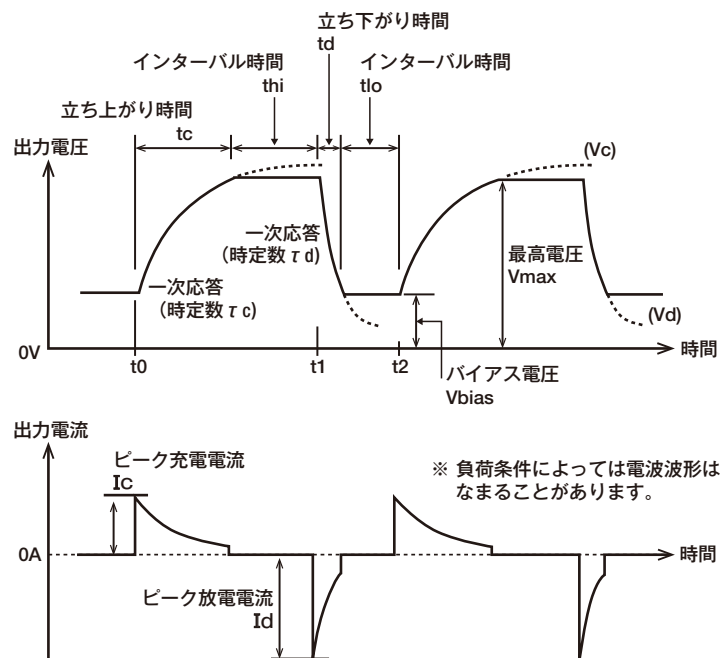 立ち下がり時間
td
インターバル時間
thi
インターバル時間
tlo
立ち上がり時間
tc
出力電圧
(Vc)
一次応答
(時定数τd)
最高電圧
Vmax
一次応答
(時定数τc)
(Vd)
0V
時間
t0
t1
t2
バイアス電圧
Vbias
出力電流
ピーク充電電流
Ic
※ 負荷条件によっては電波波形は
なまることがあります。
0A
時間
ピーク放電電流
Id